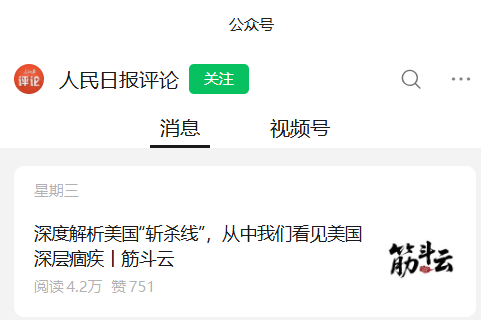 公众号
评论
人民日报评论
关注
消息
视频号
星期三
深度解析美国“斩杀线”，从中我们看见美国
深层痼疾丨筋斗云
筋斗云
阅读 4.2万 赞 751